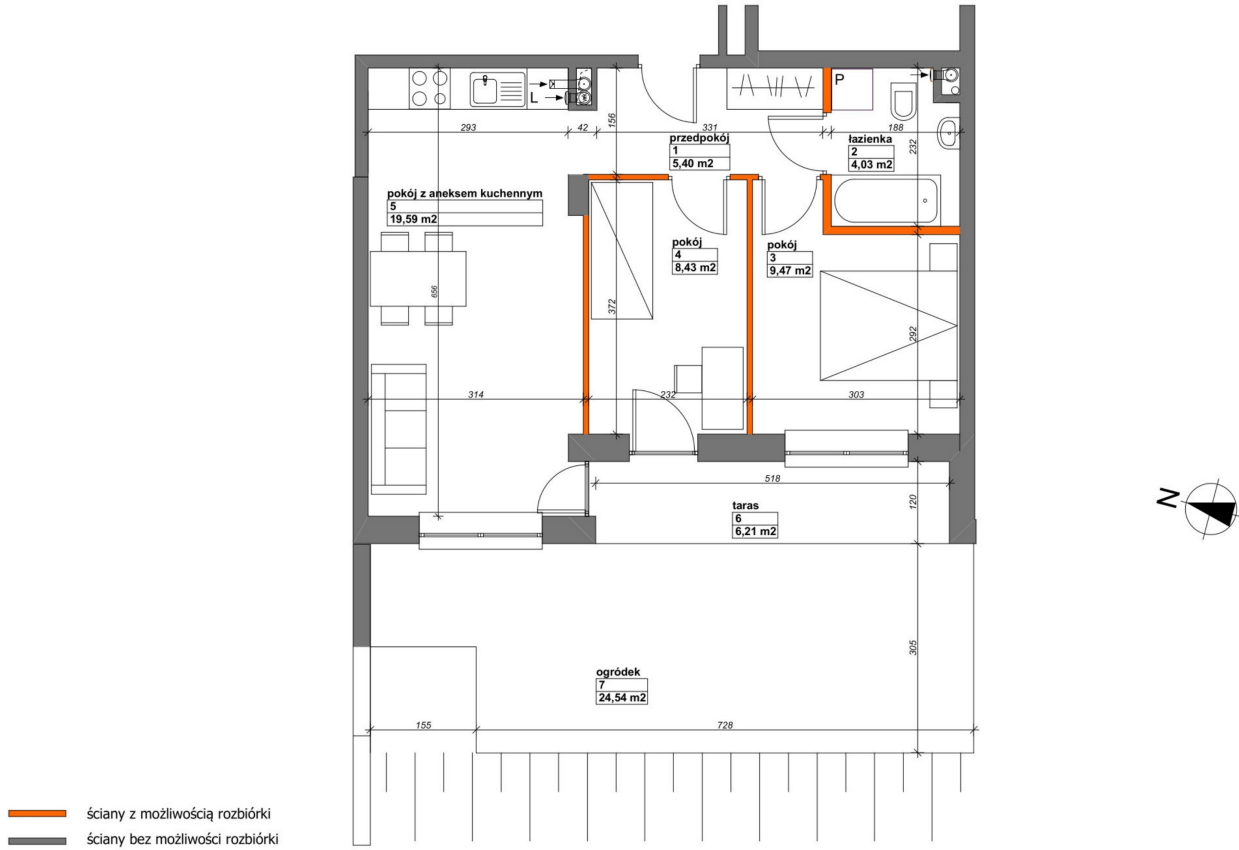 P
L
293
42
156
331
188
232
przedpokój
1
5,40 m2
łazienka
2
4,03 m2
pokój z aneksem kuchennym
5
19,59 m2
pokój
4
8,43 m2
pokój
3
9,47 m2
656
372
292
314
232
303
518
120
taras
6
6,21 m2
N
305
ogródek
7
24,54 m2
155
728
ściany z możliwością rozbiórki
ściany bez możliwości rozbiórki